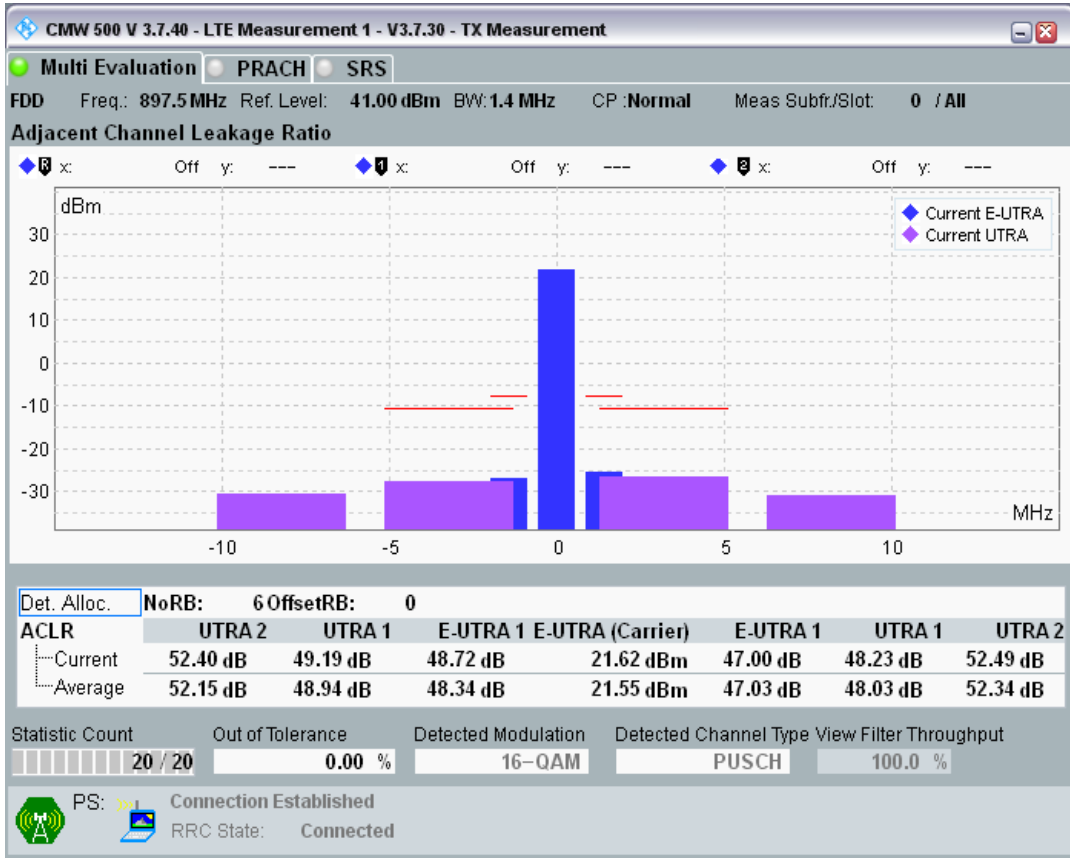 CMW 500 V 3.7.40 - LTE Measurement 1 - V3.7.30 - TX Measurement
Multi Evaluation PRACH SRS
FDD Freq.: 897.5 MHz Ref. Level: 41.00 dBm BW: 1.4 MHz CP :Normal Meas Subfr./Slot: 0 / All
Adjacent Channel Leakage Ratio
R x: Off y: --- 1 x: Off y: --- 2 x: Off y: ---
dBm
Current E-UTRA
Current UTRA
30
20
10
0
-10
-20
-30
MHz
-10 -5 0 5 10
Det. Alloc. NoRB: 6 OffsetRB: 0
ACLR UTRA 2 UTRA 1 E-UTRA 1 E-UTRA (Carrier) E-UTRA 1 UTRA 1 UTRA 2
Current 52.40 dB 49.19 dB 48.72 dB 21.62 dBm 47.00 dB 48.23 dB 52.49 dB
Average 52.15 dB 48.94 dB 48.34 dB 21.55 dBm 47.03 dB 48.03 dB 52.34 dB
Statistic Count Out of Tolerance Detected Modulation Detected Channel Type View Filter Throughput
20 / 20 0.00 % 16-QAM PUSCH 100.0 %
PS: Connection Established
RRC State: Connected